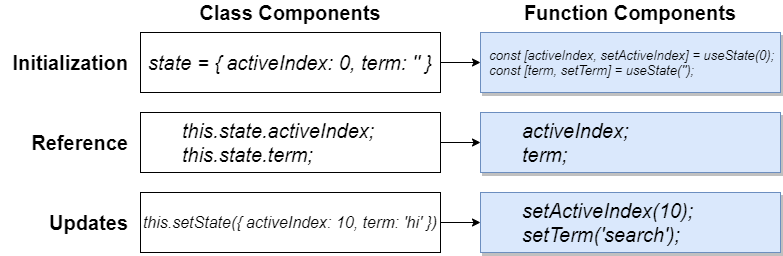 Class Components
Function Components
Initialization
state = { activeIndex: 0, term: '' }
const [activeIndex, setActiveIndex] = useState(0);
const [term, setTerm] = useState('');
Reference
this.state.activeIndex;
this.state.term;
activeIndex;
term;
Updates
this.setState({ activeIndex: 10, term: 'hi' })
setActiveIndex(10);
setTerm('search');